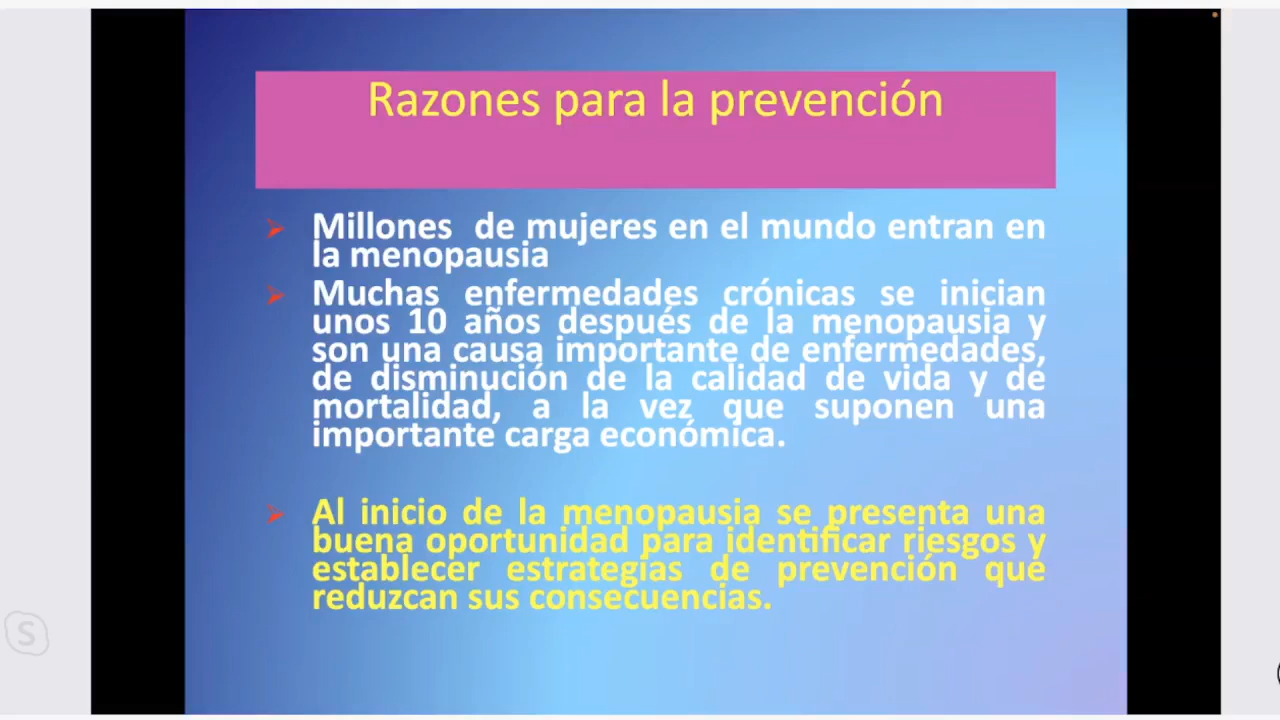 Razones para la prevención
Millones de mujeres en el mundo entran en
la menopausia
Muchas enfermedades crónicas se inician
unos 10 años después de la menopausia y
son una causa importante de enfermedades,
de disminución de la calidad de vida y de
mortalidad, a la vez que suponen una
importante carga económica.
Al inicio de la menopausia se presenta una
buena oportunidad para identificar riesgos y
establecer estrategias de prevención que
reduzcan sus consecuencias.
S